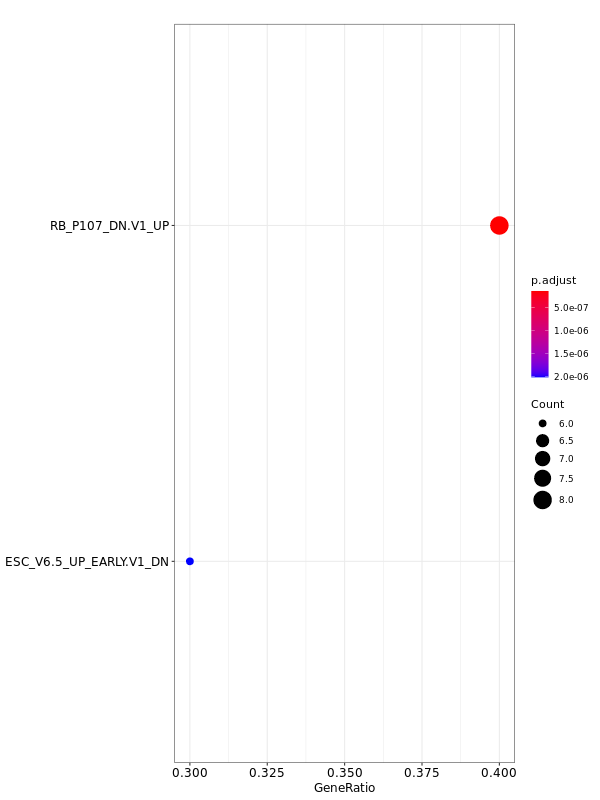 RB_P107_DN.V1_UP
ESC_V6.5_UP_EARLY.V1_DN
0.300 0.325 0.350 0.375 0.400
GeneRatio
p.adjust
5.0e-07
1.0e-06
1.5e-06
2.0e-06
Count
6.0
6.5
7.0
7.5
8.0